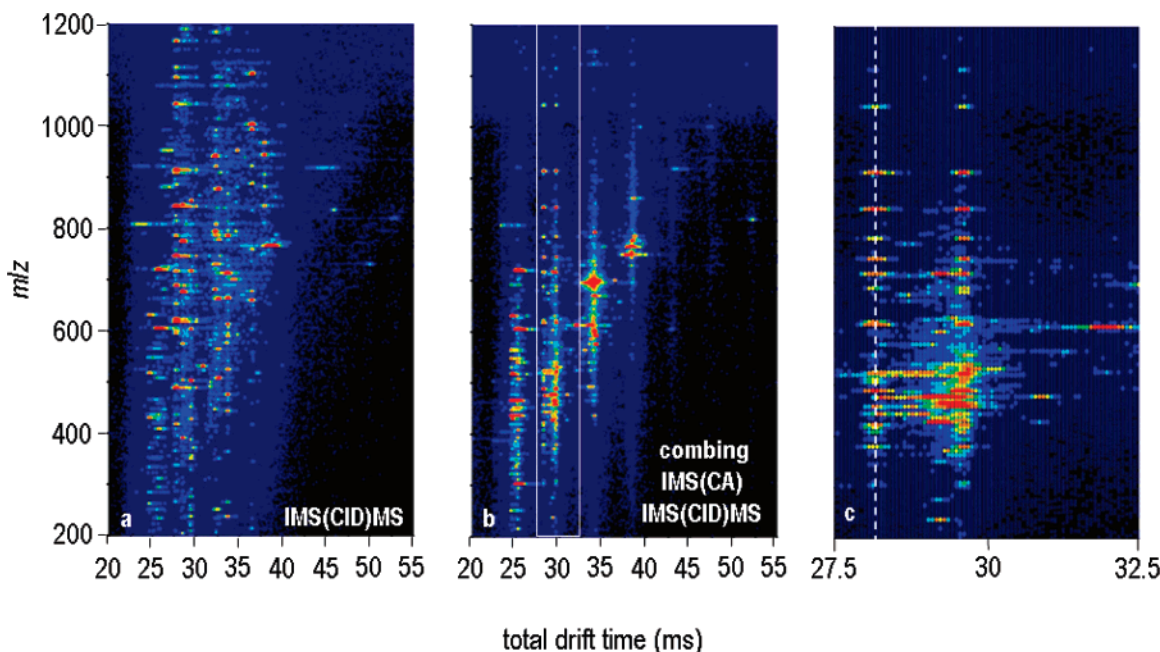 1200
1000
800
600
400
200
m/z
a
IMS(CID)MS
20 25 30 35 40 45 50 55
b
combing
IMS(CA)
IMS(CID)MS
20 25 30 35 40 45 50 55
c
27.5 30 32.5
total drift time (ms)